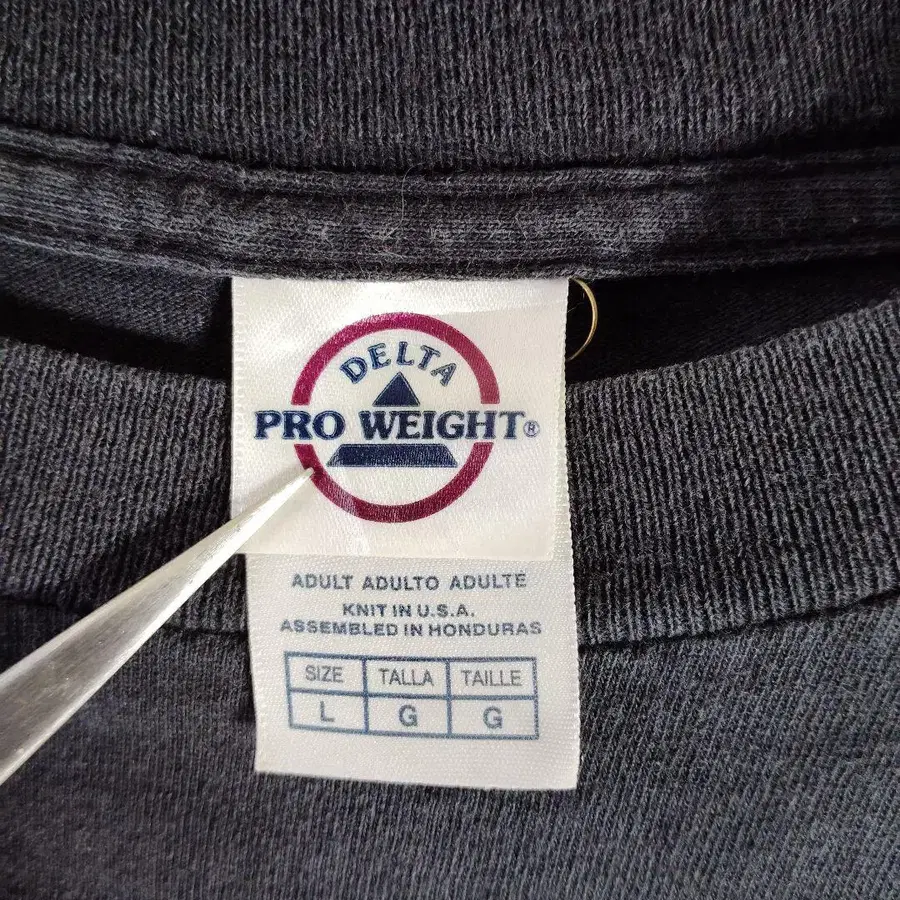 DELTA
PRO WEIGHT®
ADULT ADULTO ADULTE
KNIT IN U.S.A.
ASSEMBLED IN HONDURAS
SIZE TALLA TAILLE
L G G